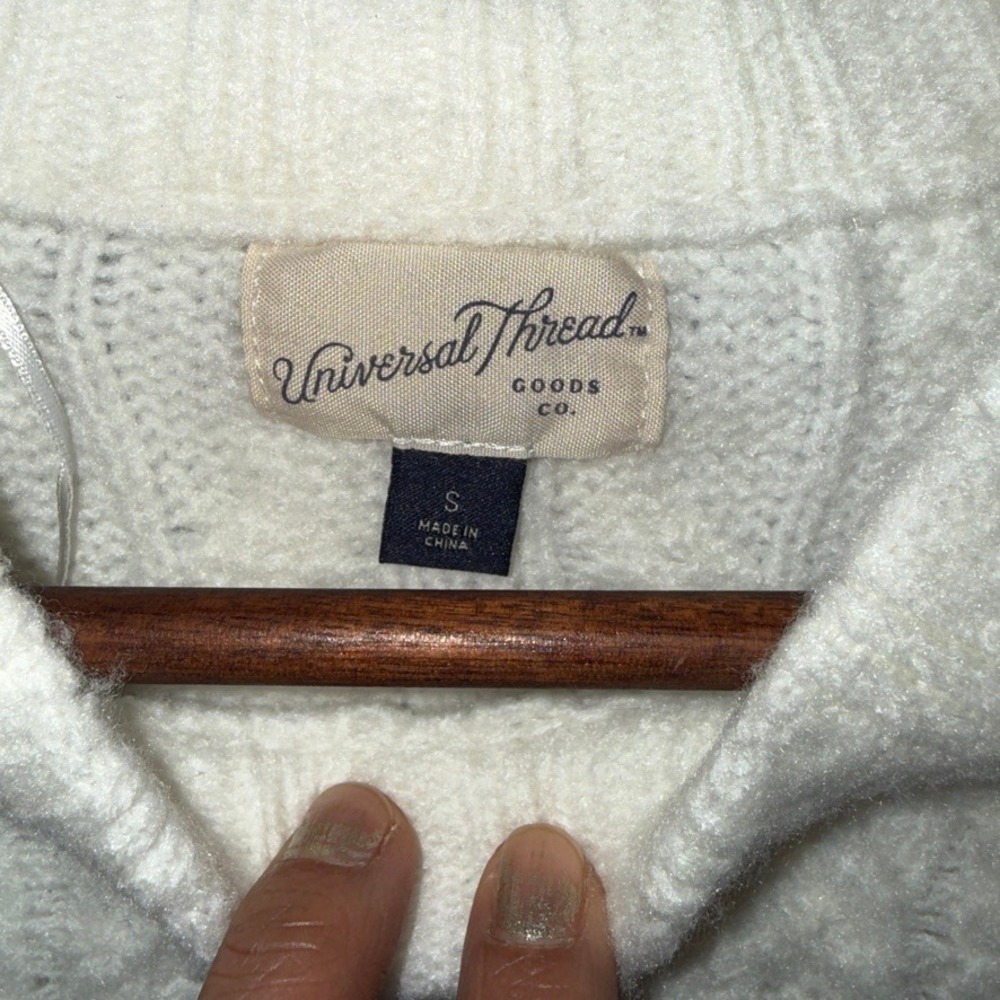 Universal Thread™
GOODS
CO.
S
MADE IN
CHINA